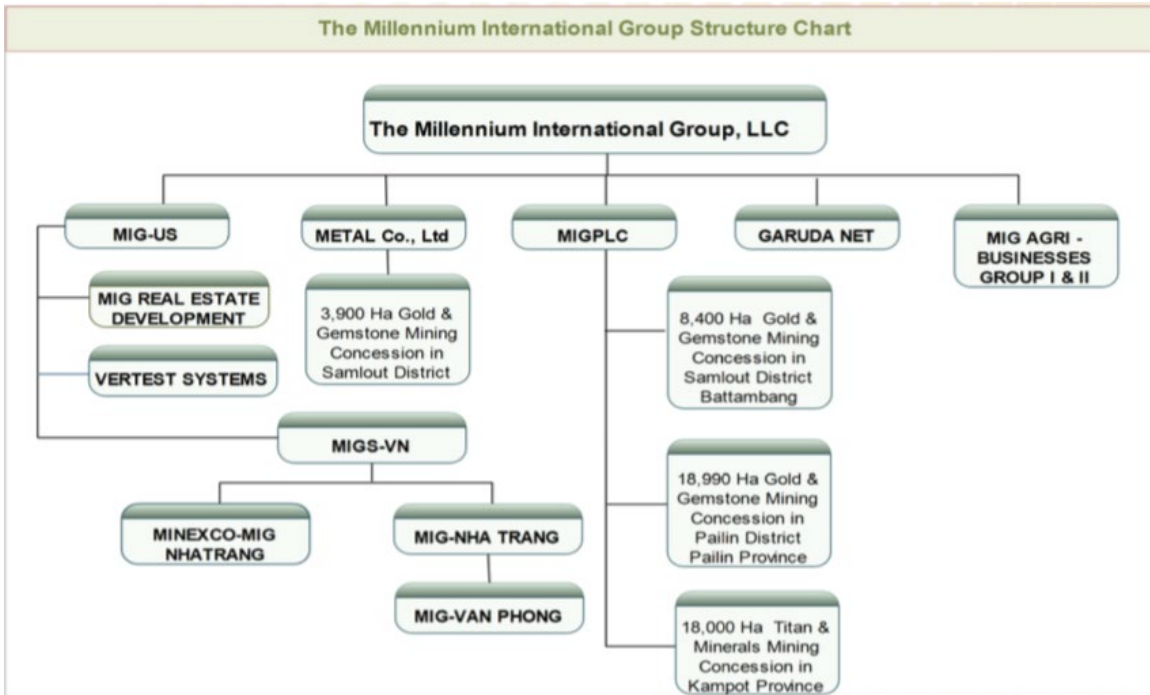 The Millennium International Group Structure Chart
The Millennium International Group, LLC
MIG-US
METAL Co., Ltd
MIGPLC
GARUDA NET
MIG AGRI -
BUSINESSES
GROUP I & II
MIG REAL ESTATE
DEVELOPMENT
3,900 Ha Gold &
Gemstone Mining
Concession in
Samlout District
8,400 Ha Gold &
Gemstone Mining
Concession in
Samlout District
Battambang
VERTEST SYSTEMS
MIGS-VN
18,990 Ha Gold &
Gemstone Mining
Concession in
Pailin District
Pailin Province
MINEXCO-MIG
NHATRANG
MIG-NHA TRANG
MIG-VAN PHONG
18,000 Ha Titan &
Minerals Mining
Concession in
Kampot Province